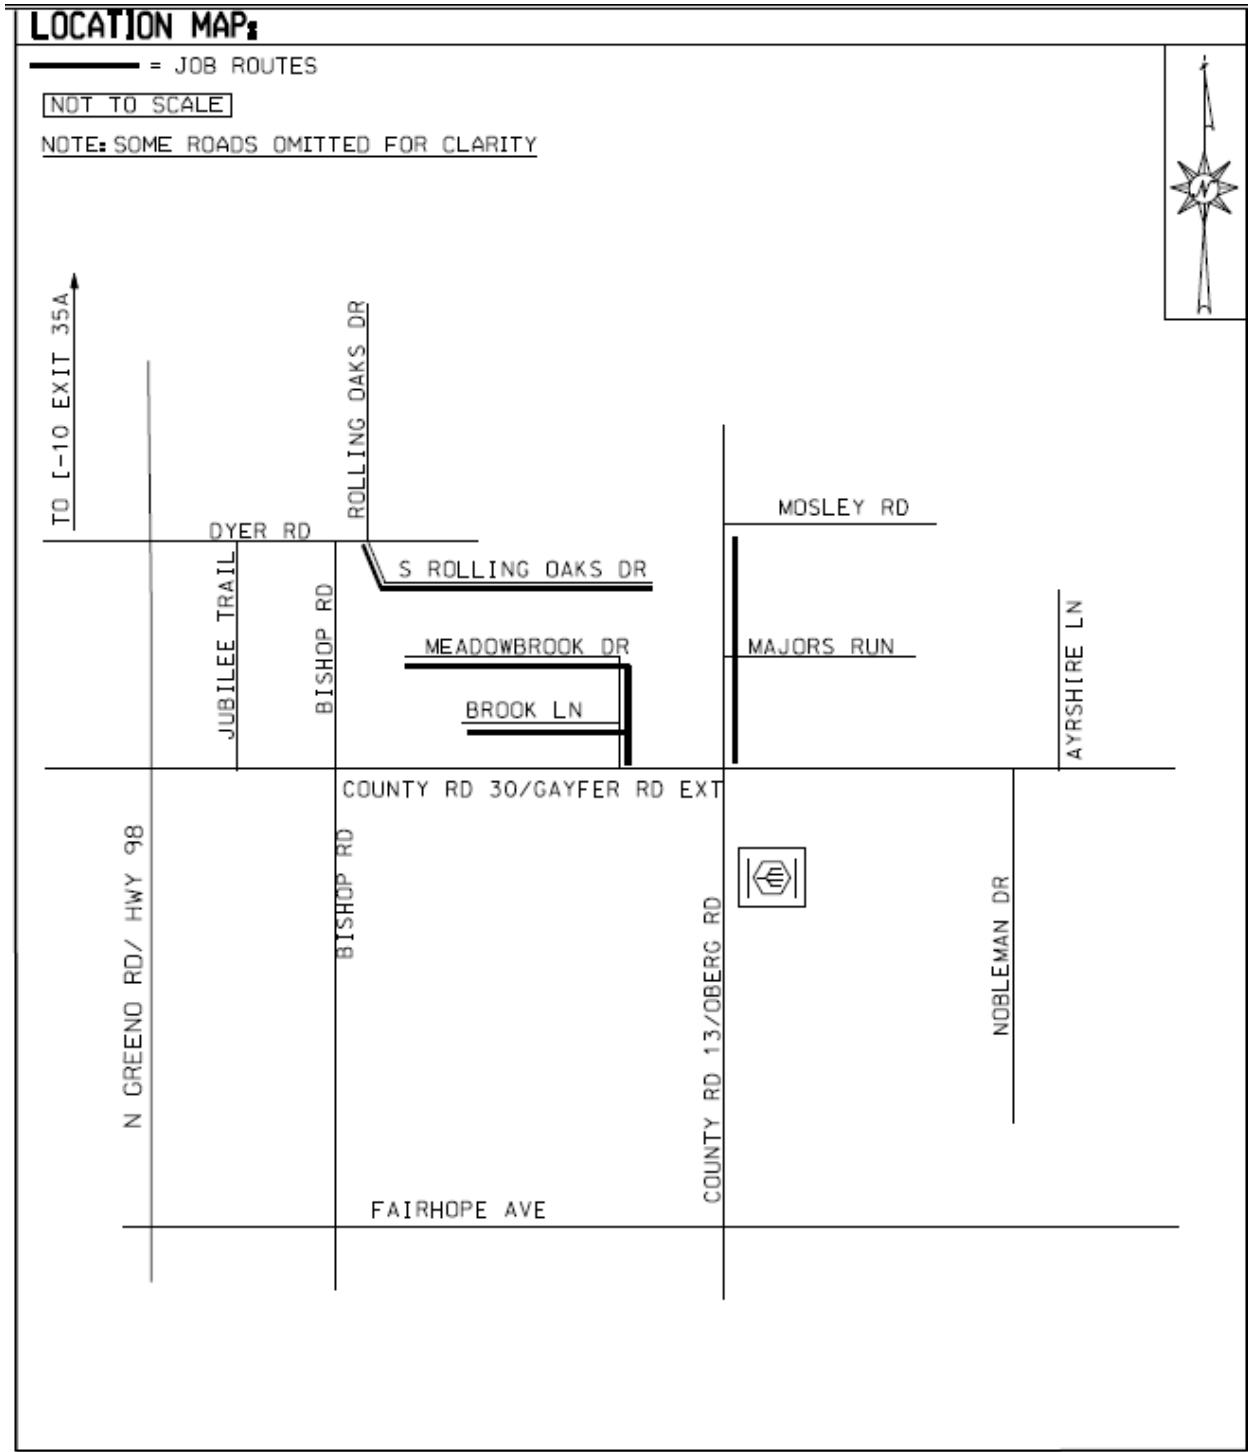 LOCATION MAP:
= JOB ROUTES
NOT TO SCALE
NOTE: SOME ROADS OMITTED FOR CLARITY
N
TO I-10 EXIT 35A
ROLLING OAKS DR
MOSLEY RD
DYER RD
S ROLLING OAKS DR
JUBILEE TRAIL
BISHOP RD
MEADOWBROOK DR
MAJORS RUN
AYRSHIRE LN
BROOK LN
COUNTY RD 30/GAYFER RD EXT
N GREENO RD/ HWY 98
BISHOP RD
COUNTY RD 13/OBERG RD
NOBLEMAN DR
FAIRHOPE AVE